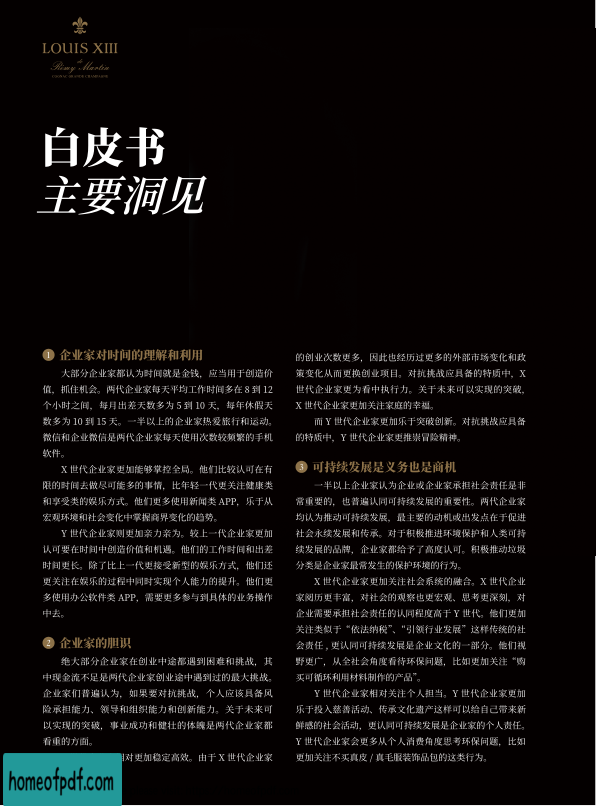 LOUIS XIII
de
Rémy Martin
COGNAC GRANDE CHAMPAGNE
白皮书
主要洞见
1 企业家对时间的理解和利用
大部分企业家都认为时间就是金钱，应当用于创造价
值，抓住机会。两代企业家每天平均工作时间多在 8 到 12
个小时之间，每月出差天数多为 5 到 10 天，每年休假天
数多为 10 到 15 天。一半以上的企业家热爱旅行和运动。
微信和企业微信是两代企业家每天使用次数较频繁的手机
软件。
X 世代企业家更加能够掌控全局。他们比较认可在有
限的时间去做尽可能多的事情，比年轻一代更关注健康类
和享受类的娱乐方式。他们更多使用新闻类 APP，乐于从
宏观环境和社会变化中掌握商界变化的趋势。
Y 世代企业家则更加亲力亲为。较上一代企业家更加
认可要在时间中创造价值和机遇。他们的工作时间和出差
时间更长。除了比上一代更接受新型的娱乐方式，他们还
更关注在娱乐的过程中同时实现个人能力的提升。他们更
多使用办公软件类 APP，需要更多参与到具体的业务操作
中去。
2 企业家的胆识
绝大部分企业家在创业中途都遇到困难和挑战，其
中现金流不足是两代企业家创业途中遇到过的最大挑战。
企业家们普遍认为，如果要对抗挑战，个人应该具备风
险承担能力、领导和组织能力和创新能力。关于未来可
以实现的突破，事业成功和健壮的体魄是两代企业家都
看重的方面。
相对更加稳定高效。由于 X 世代企业家
的创业次数更多，因此也经历过更多的外部市场变化和政
策变化从而更换创业项目。对抗挑战应具备的特质中，X
世代企业家更为看中执行力。关于未来可以实现的突破，
X 世代企业家更加关注家庭的幸福。
而 Y 世代企业家更加乐于突破创新。对抗挑战应具备
的特质中，Y 世代企业家更推崇冒险精神。
3 可持续发展是义务也是商机
一半以上企业家认为企业或企业家承担社会责任是非
常重要的，也普遍认同可持续发展的重要性。两代企业家
均认为推动可持续发展，最主要的动机或出发点在于促进
社会永续发展和传承。对于积极推进环境保护和人类可持
续发展的品牌，企业家都给予了高度认可。积极推动垃圾
分类是企业家最常发生的保护环境的行为。
X 世代企业家更加关注社会系统的融合。X 世代企业
家阅历更丰富，对社会的观察也更宏观、思考更深刻，对
企业需要承担社会责任的认同程度高于 Y 世代。他们更加
关注类似于“依法纳税”、“引领行业发展”这样传统的社
会责任，更认同可持续发展是企业文化的一部分。他们视
野更广，从全社会角度看待环保问题，比如更加关注“购
买可循环利用材料制作的产品”。
Y 世代企业家相对关注个人担当。Y 世代企业家更加
乐于投入慈善活动、传承文化遗产这样可以给自己带来新
鲜感的社会活动，更认同可持续发展是企业家的个人责任。
Y 世代企业家会更多从个人消费角度思考环保问题，比如
更加关注不买真皮 / 真毛服装饰品包的这类行为。
homeofpdf.com